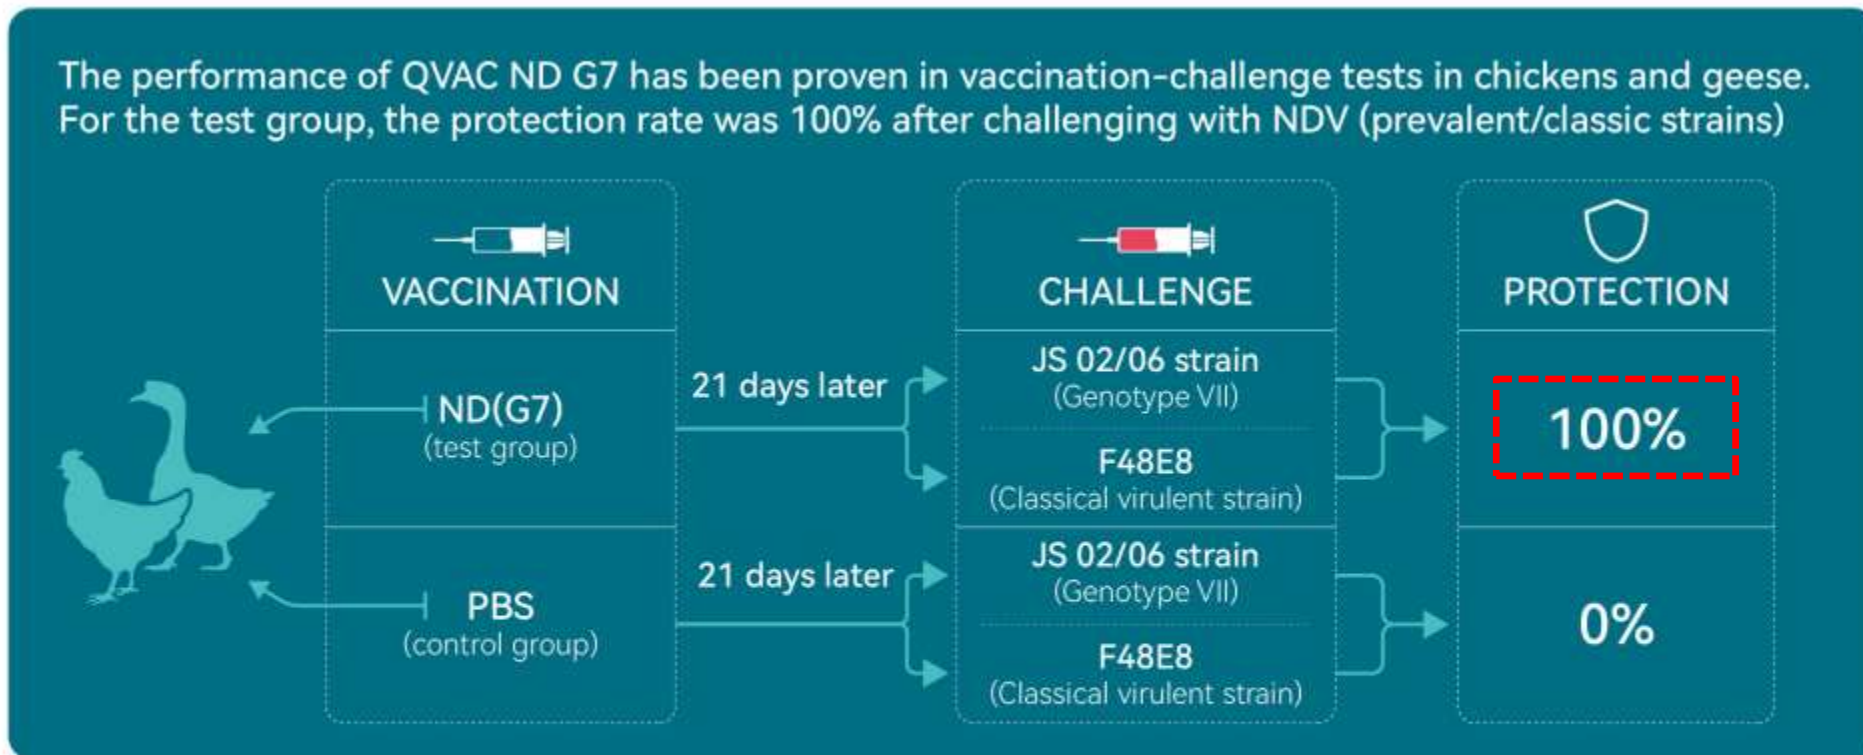 The performance of QVAC ND G7 has been proven in vaccination-challenge tests in chickens and geese.
For the test group, the protection rate was 100% after challenging with NDV (prevalent/classic strains)
VACCINATION
CHALLENGE
PROTECTION
ND(G7)
(test group)
21 days later
JS 02/06 strain
(Genotype VII)
F48E8
(Classical virulent strain)
100%
PBS
(control group)
21 days later
JS 02/06 strain
(Genotype VII)
F48E8
(Classical virulent strain)
0%